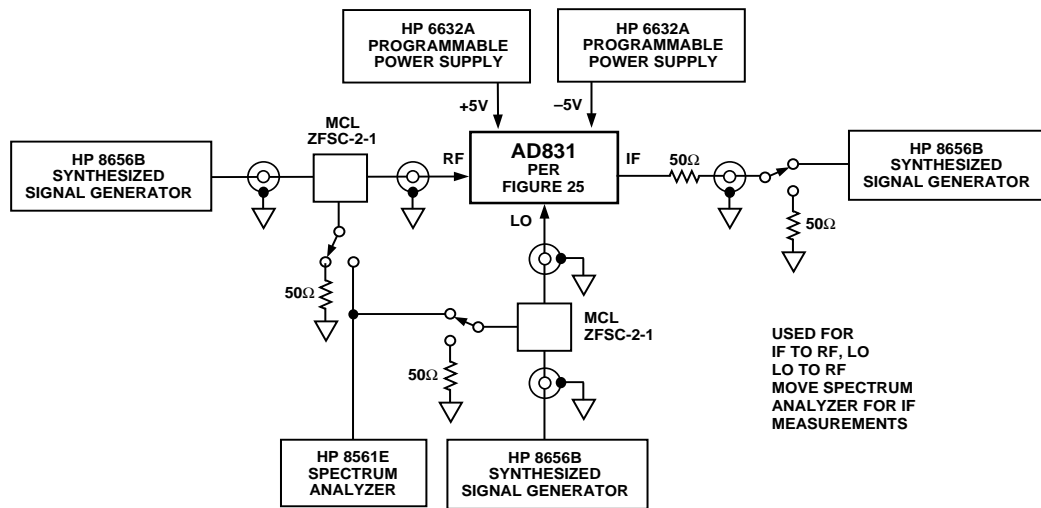 HP 6632A
PROGRAMMABLE
POWER SUPPLY
HP 6632A
PROGRAMMABLE
POWER SUPPLY
+5V
–5V
MCL
ZFSC-2-1
HP 8656B
SYNTHESIZED
SIGNAL GENERATOR
RF
AD831
PER
FIGURE 25
IF
50Ω
HP 8656B
SYNTHESIZED
SIGNAL GENERATOR
LO
50Ω
50Ω
MCL
ZFSC-2-1
50Ω
USED FOR
IF TO RF, LO
LO TO RF
MOVE SPECTRUM
ANALYZER FOR IF
MEASUREMENTS
HP 8561E
SPECTRUM
ANALYZER
HP 8656B
SYNTHESIZED
SIGNAL GENERATOR